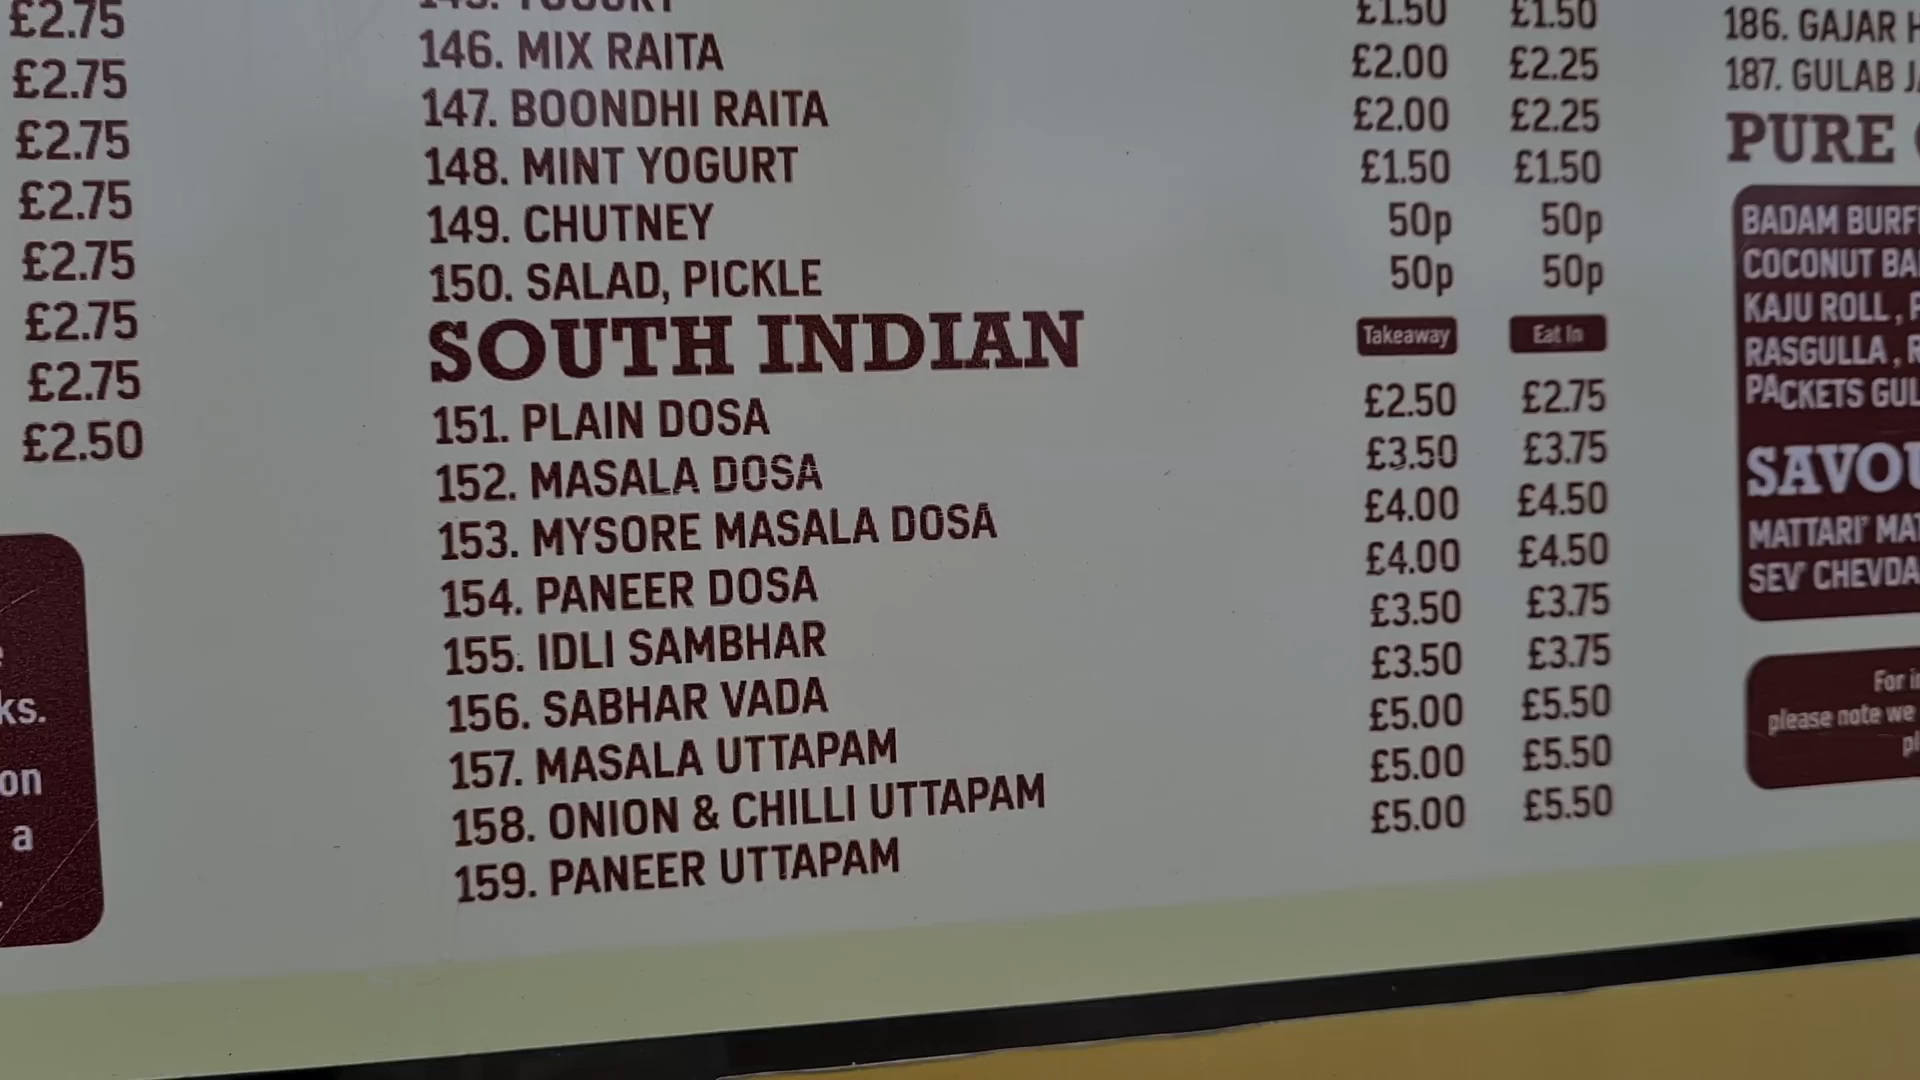 £2.75
£2.75
£2.75
£2.75
£2.75
£2.75
£2.75
£2.50
ks.
on
a
145. YOGURT £1.50 £1.50
146. MIX RAITA £2.00 £2.25
147. BOONDHI RAITA £2.00 £2.25
148. MINT YOGURT £1.50 £1.50
149. CHUTNEY 50p 50p
150. SALAD, PICKLE 50p 50p
SOUTH INDIAN Takeaway Eat In
151. PLAIN DOSA £2.50 £2.75
152. MASALA DOSA £3.50 £3.75
153. MYSORE MASALA DOSA £4.00 £4.50
154. PANEER DOSA £4.00 £4.50
155. IDLI SAMBHAR £3.50 £3.75
156. SABHAR VADA £3.50 £3.75
157. MASALA UTTAPAM £5.00 £5.50
158. ONION & CHILLI UTTAPAM £5.00 £5.50
159. PANEER UTTAPAM £5.00 £5.50
186. GAJAR
187. GULAB
PURE
BADAM BURFI
COCONUT
KAJU ROLL,
RASGULLA,
PACKETS
SAVOU
MATTARI'
SEV' CHEVDA
For
please note we